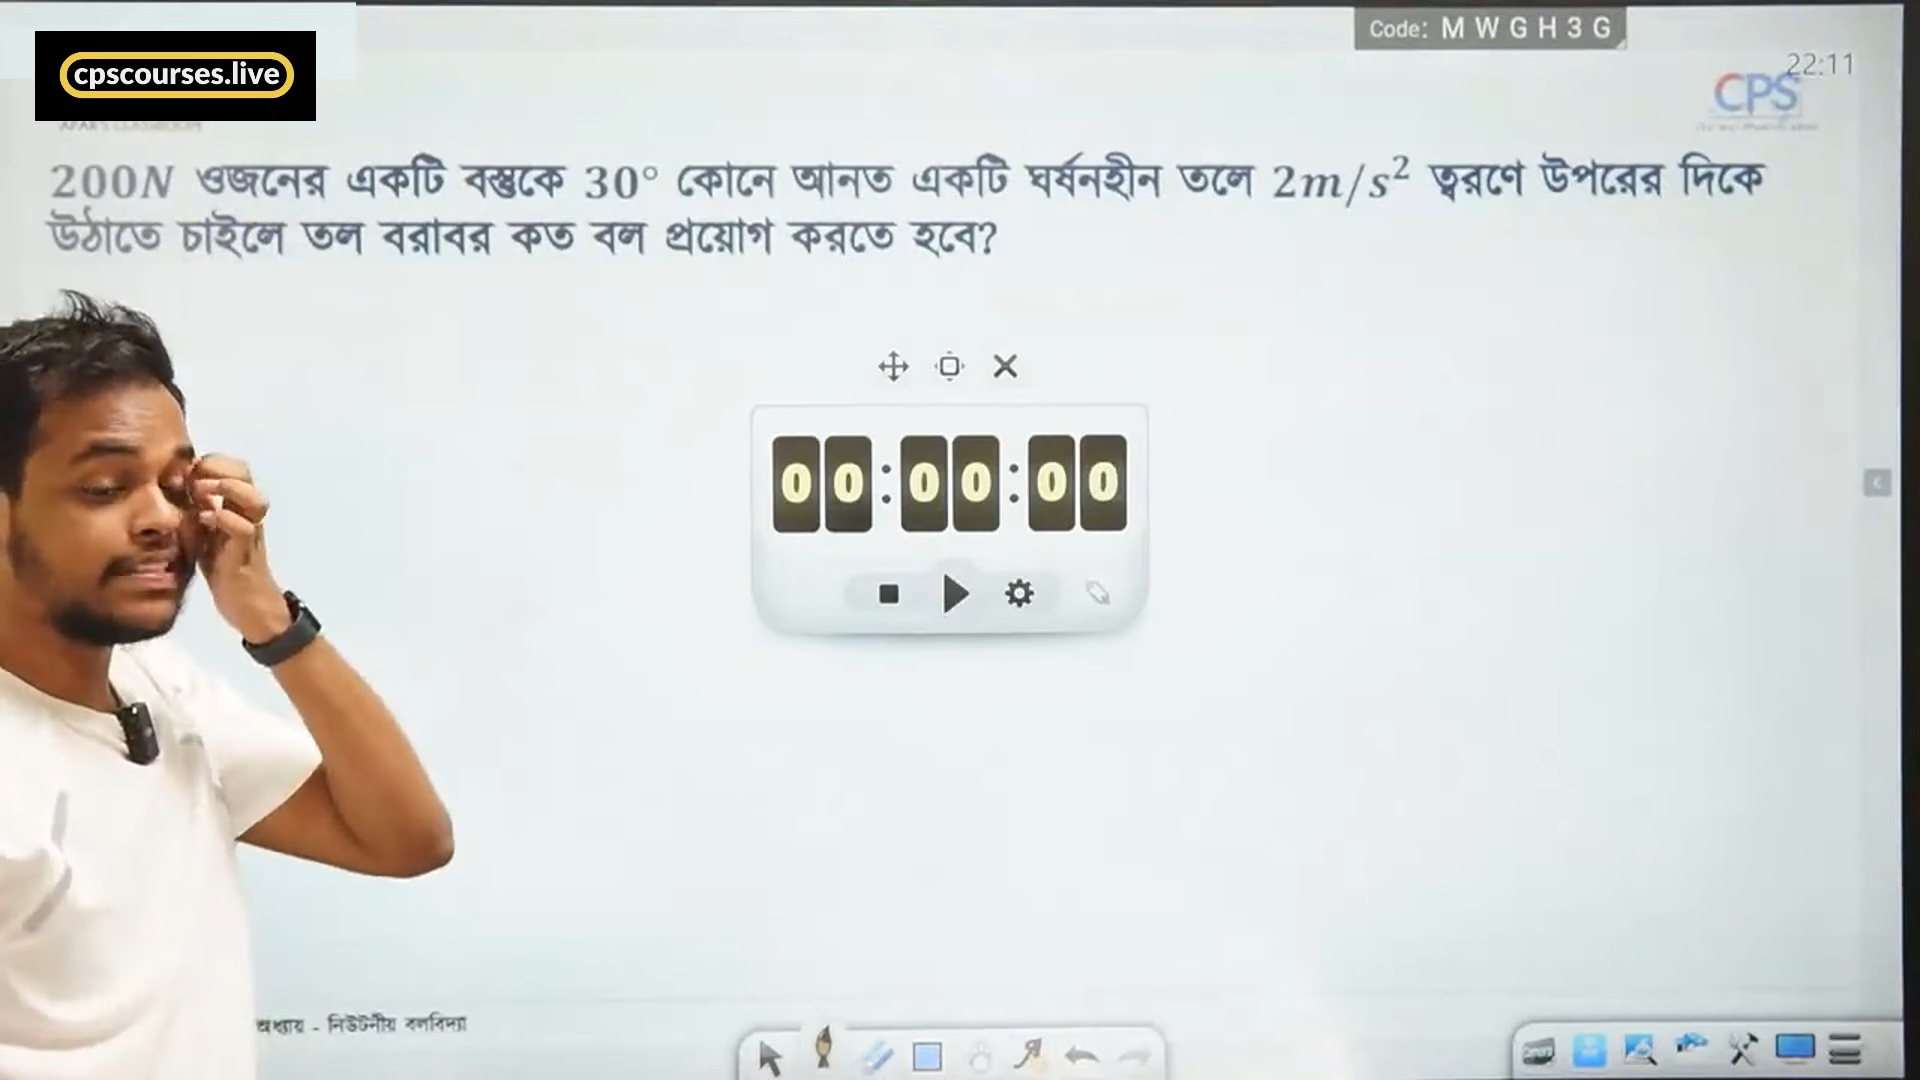 cpscourses.live
Code: M W G H 3 G
22:11
CPS
200N ওজনের একটি বস্তুকে 30° কোনে আনত একটি ঘর্ষনহীন তলে 2m/s² ত্বরণে উপরের দিকে
উঠাতে চাইলে তল বরাবর কত বল প্রয়োগ করতে হবে?
00:00:00
অধ্যায় - নিউটনীয় বলবিদ্যা